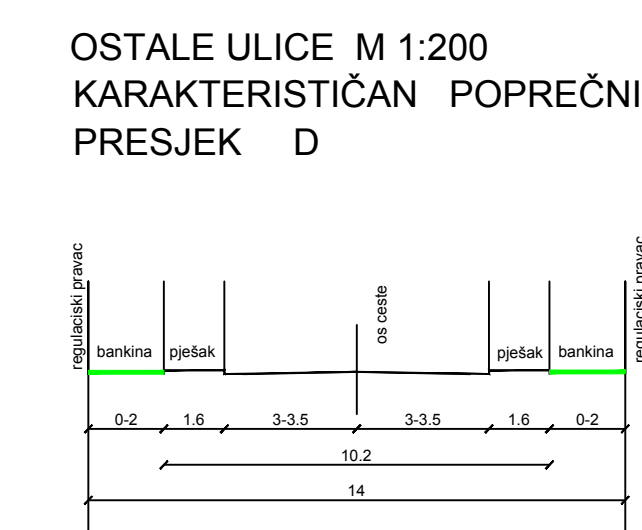 OSTALE ULICE M 1:200
KARAKTERISTIČAN POPREČNI
PRESJEK D
regulaciski pravac
bankina
pješak
os ceste
pješak
bankina
regulaciski pravac
0-2 1.6 3-3.5 3-3.5 1.6 0-2
10.2
14